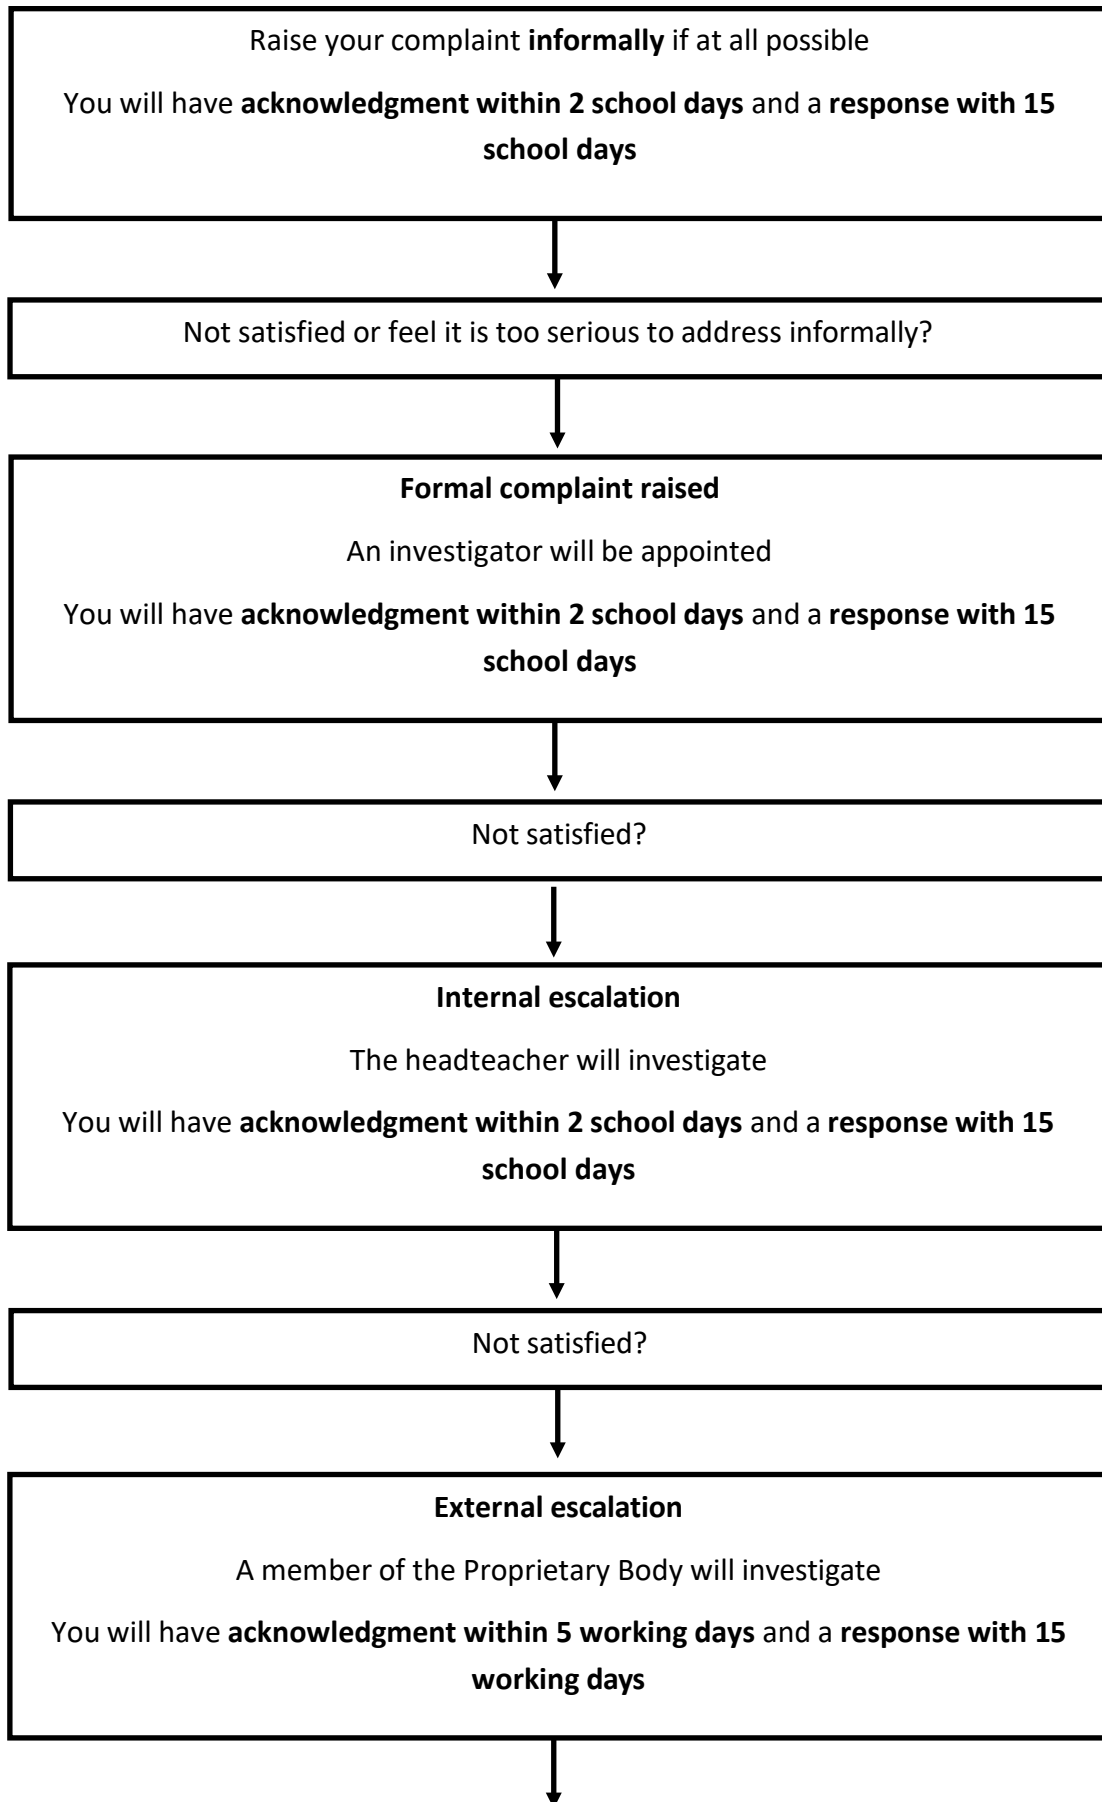 Raise your complaint informally if at all possible
You will have acknowledgment within 2 school days and a response with 15
school days
Not satisfied or feel it is too serious to address informally?
Formal complaint raised
An investigator will be appointed
You will have acknowledgment within 2 school days and a response with 15
school days
Not satisfied?
Internal escalation
The headteacher will investigate
You will have acknowledgment within 2 school days and a response with 15
school days
Not satisfied?
External escalation
A member of the Proprietary Body will investigate
You will have acknowledgment within 5 working days and a response with 15
working days